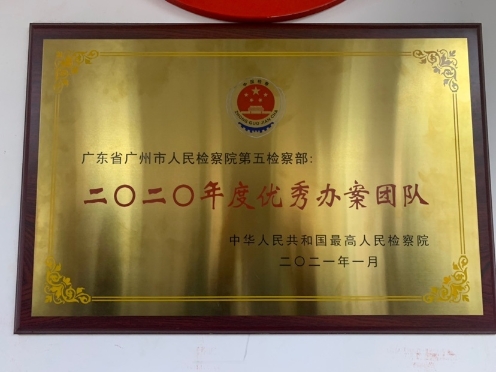 广东省广州市人民检察院第五检察部:
二〇二〇年度优秀办案团队
中华人民共和国最高人民检察院
二〇二一年一月